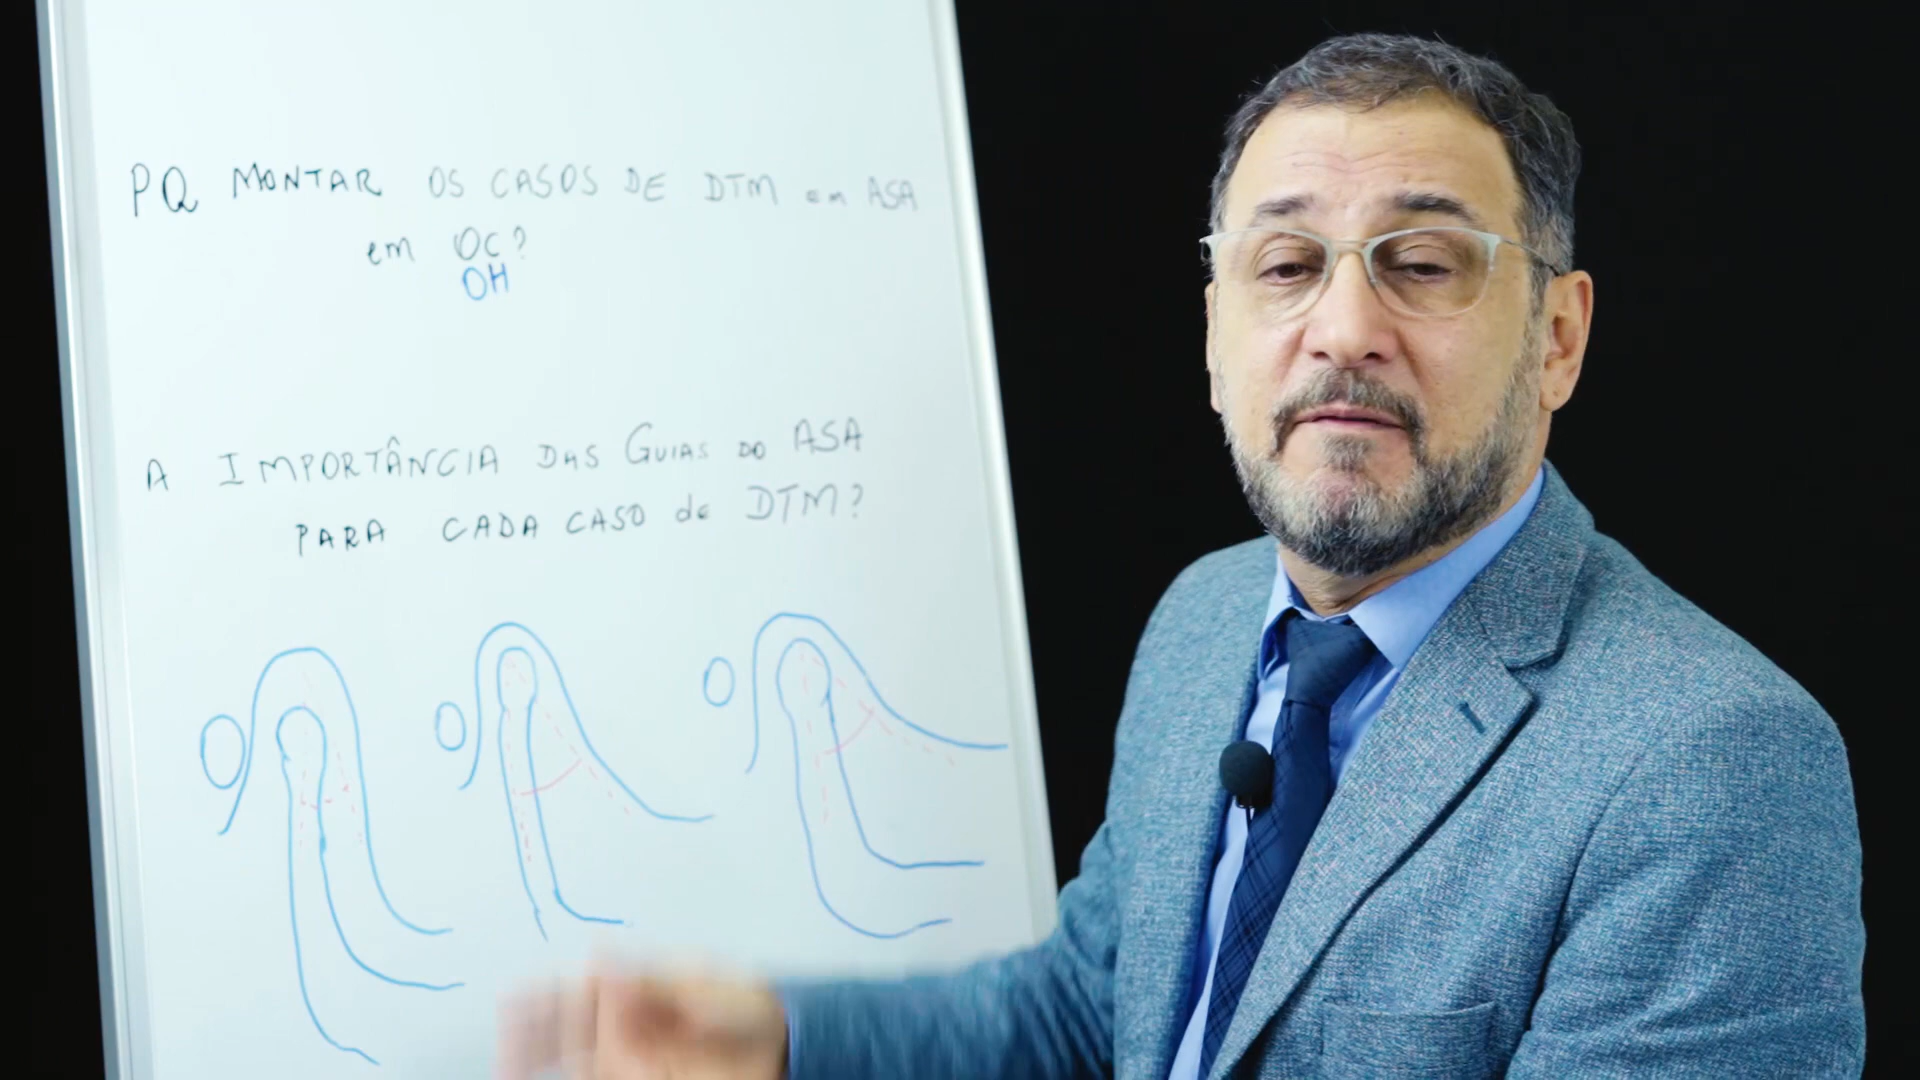 PQ MONTAR OS CASOS DE DTM em ASA
em OC?
OH
A IMPORTÂNCIA DAS GUIAS DO ASA
PARA CADA CASO de DTM?